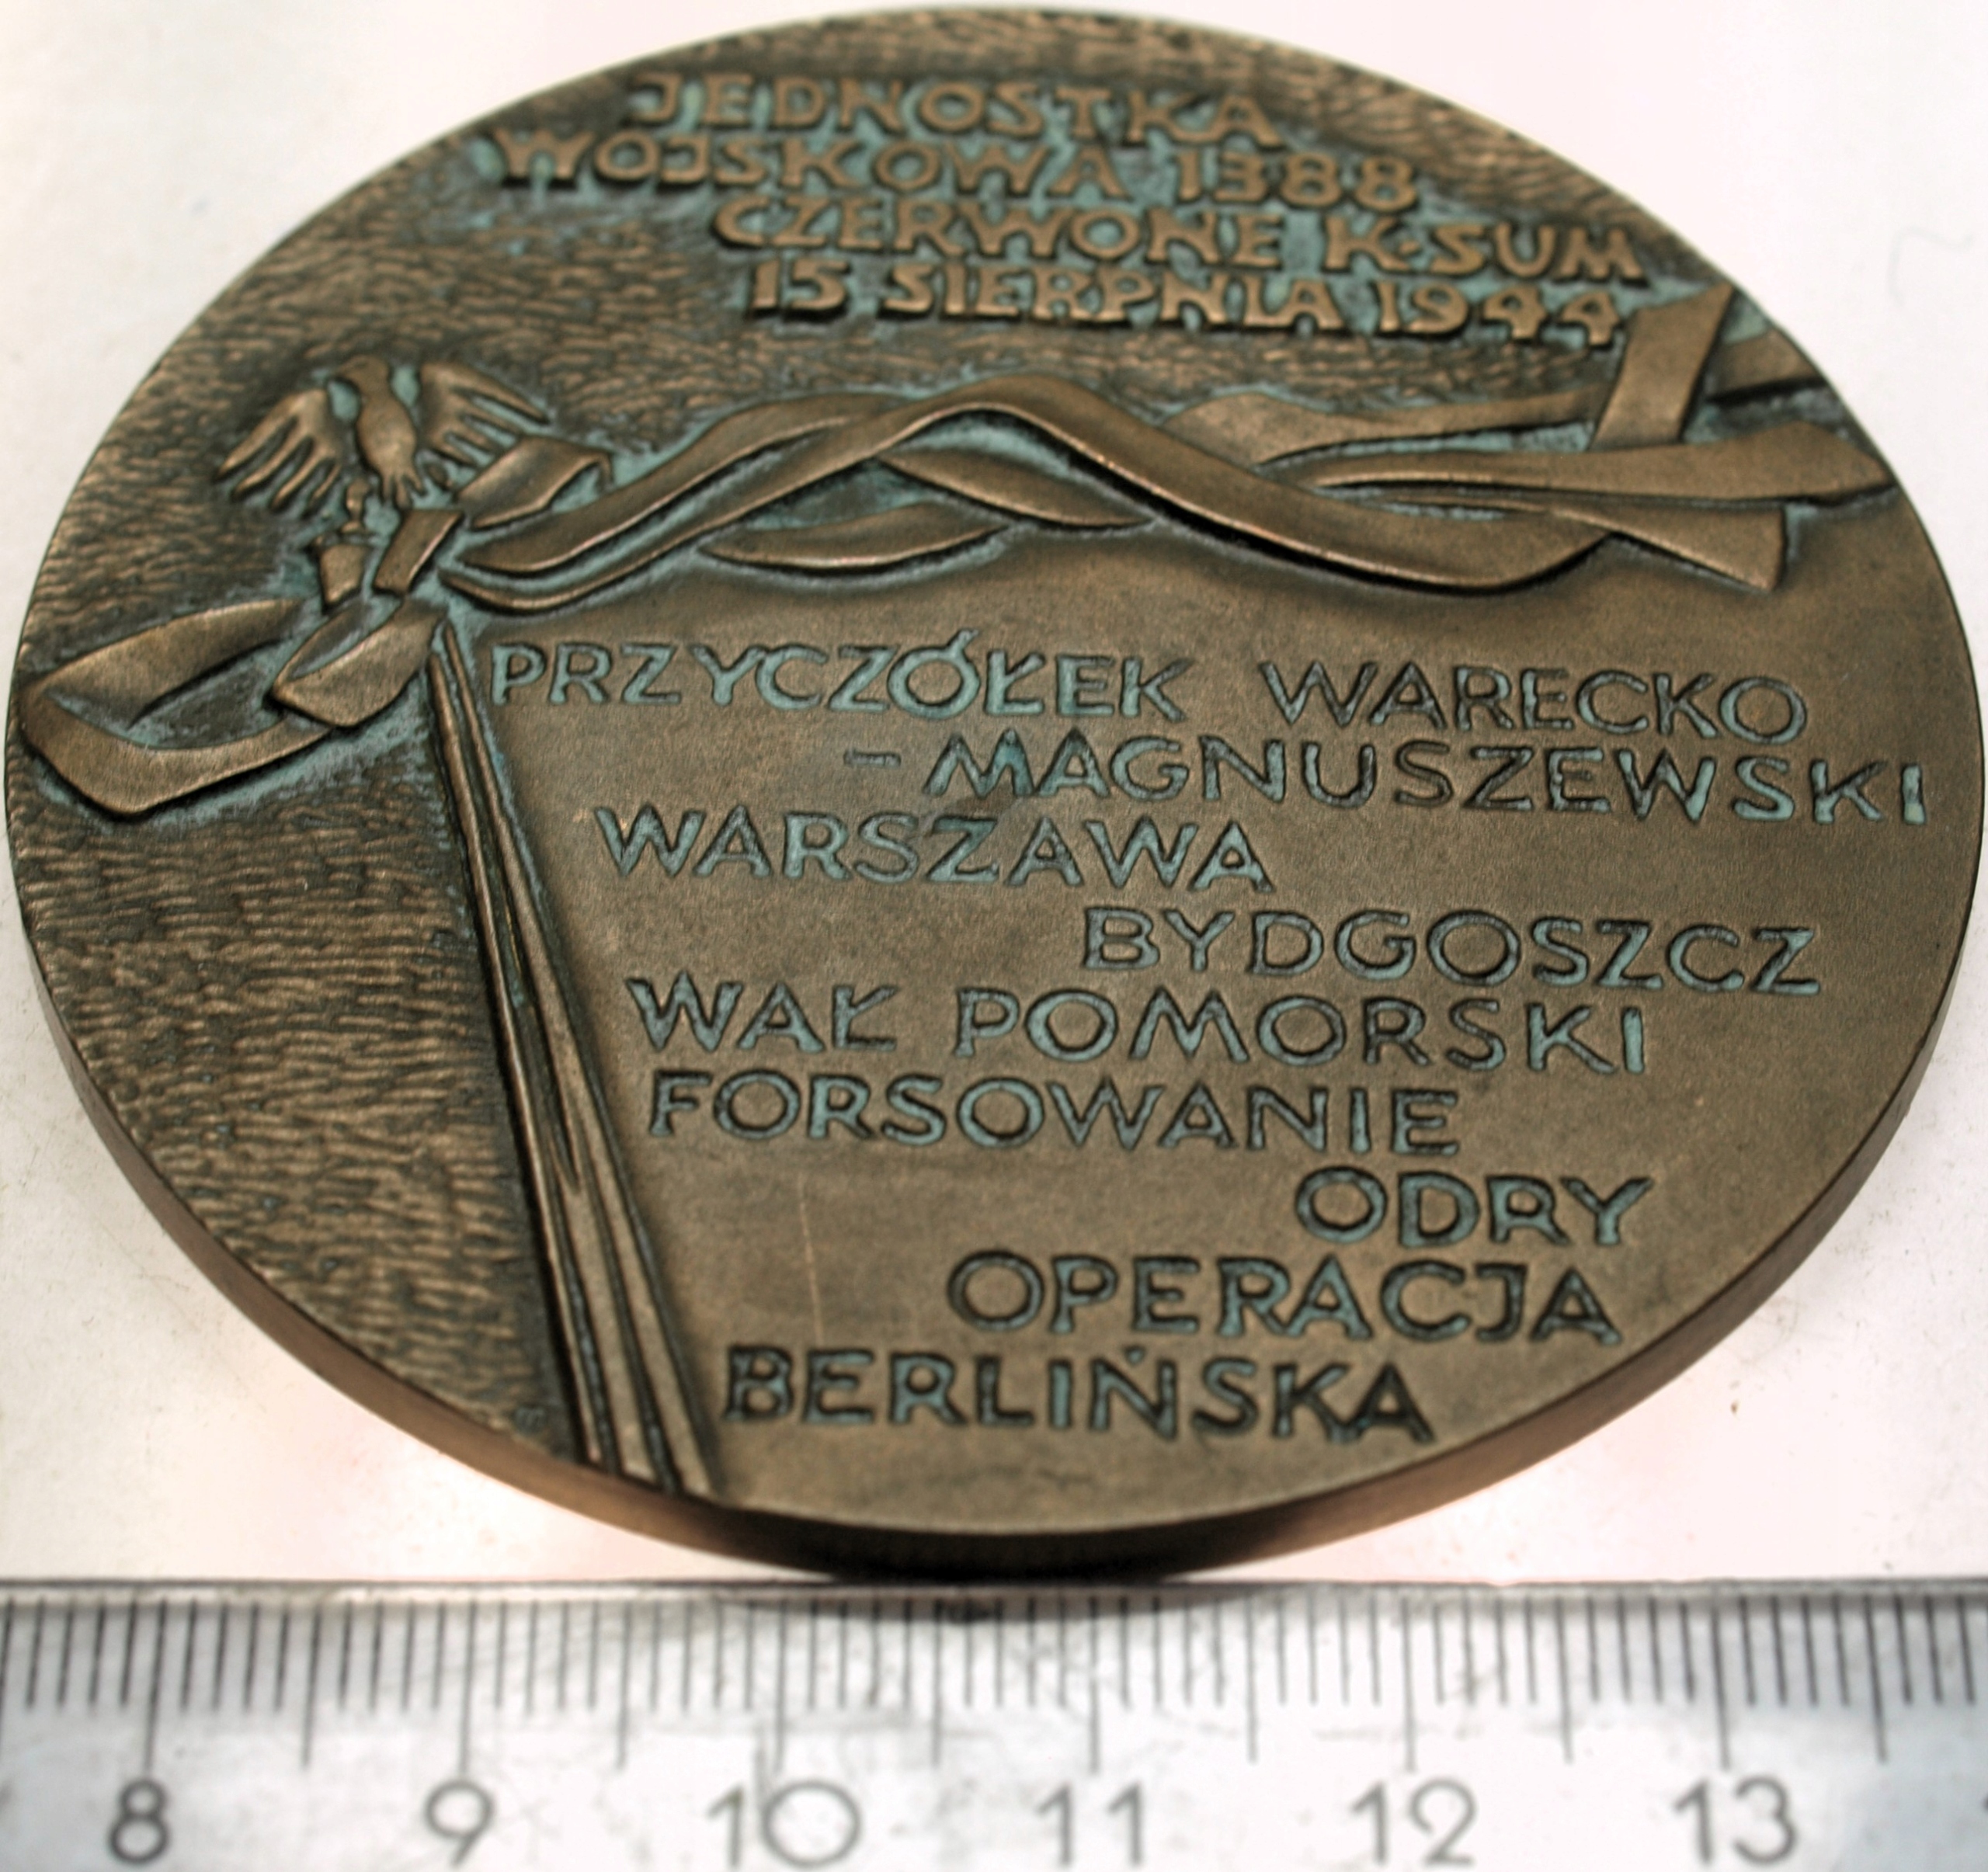 JEDNOSTKA
WOJSKOWA 1388
CZERWONE K·SUM
15 SIERPNIA 1944
PRZYCZÓŁEK WARECKO
- MAGNUSZEWSKI
WARSZAWA
BYDGOSZCZ
WAŁ POMORSKI
FORSOWANIE
ODRY
OPERACJA
BERLIŃSKA
8 9 10 11 12 13